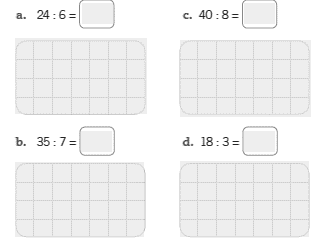 a. 24 : 6 =
c. 40 : 8 =
b. 35 : 7 =
d. 18 : 3 =